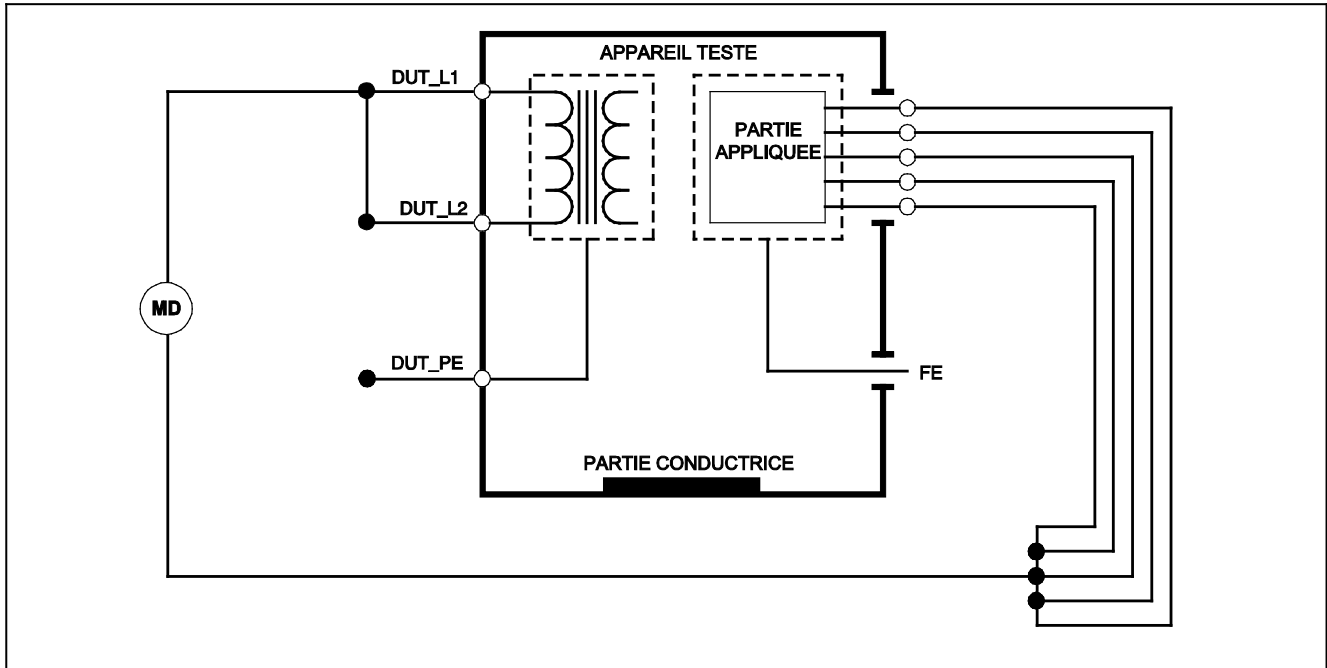 APPAREIL TESTE
DUT_L1
PARTIE
APPLIQUEE
DUT_L2
MD
DUT_PE
FE
PARTIE CONDUCTRICE